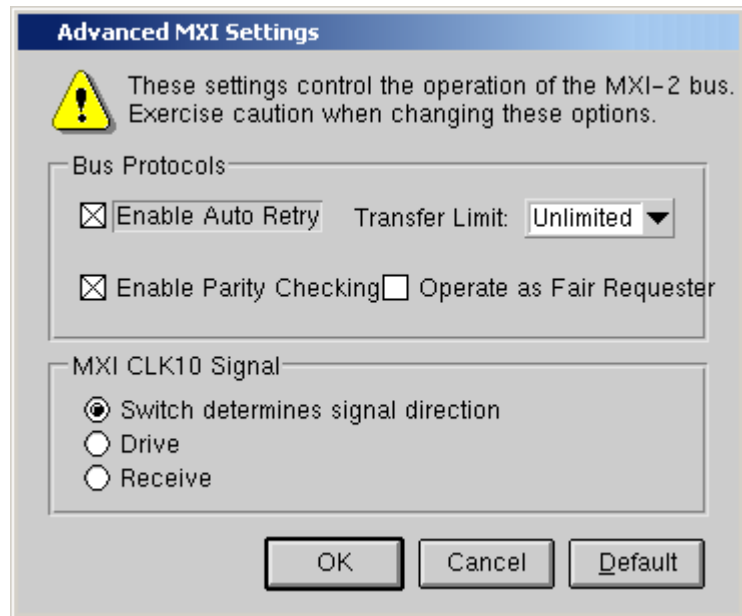 Advanced MXI Settings
These settings control the operation of the MXI-2 bus.
Exercise caution when changing these options.
Bus Protocols
Enable Auto Retry Transfer Limit: Unlimited
Enable Parity Checking Operate as Fair Requester
MXI CLK10 Signal
Switch determines signal direction
Drive
Receive
OK Cancel Default